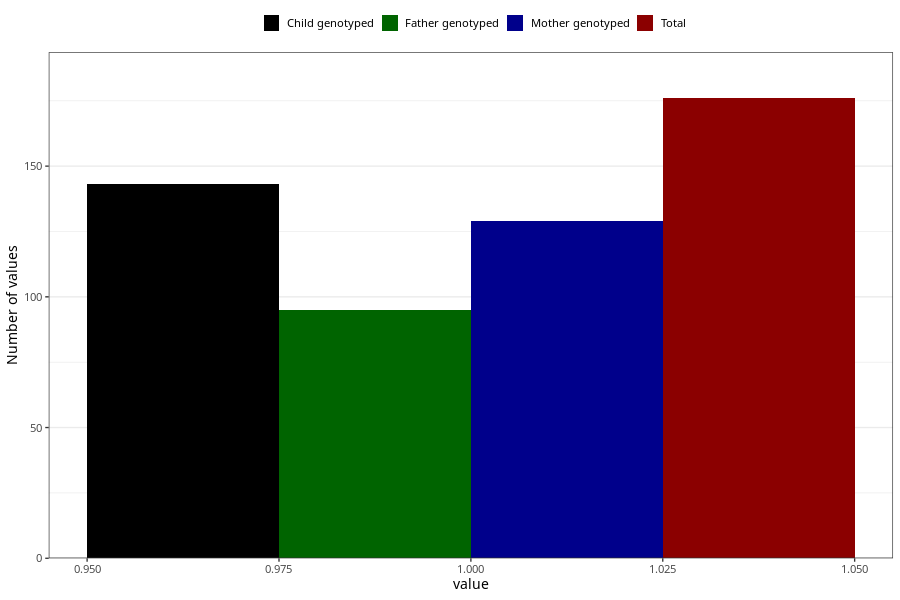 Child genotyped Father genotyped Mother genotyped Total
Number of values
150
100
50
0
0.950 0.975 1.000 1.025 1.050
value